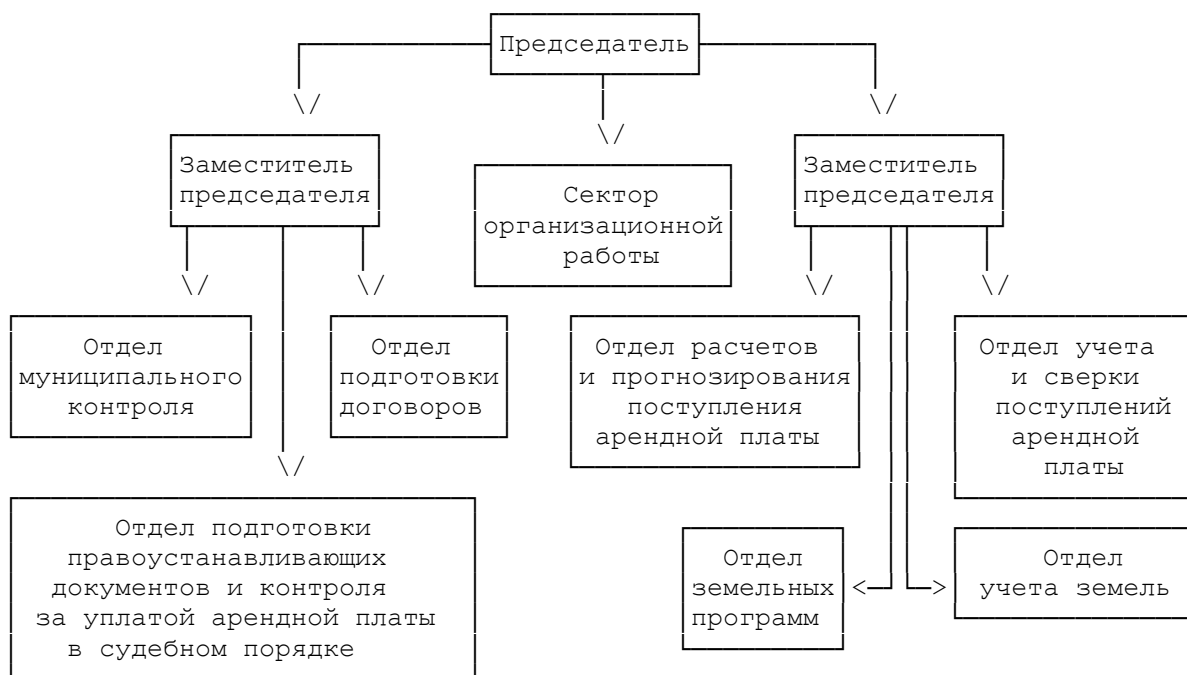 Председатель
Заместитель
председателя
Сектор
организационной
работы
Заместитель
председателя
Отдел
муниципального
контроля
Отдел
подготовки
договоров
Отдел расчетов
и прогнозирования
поступления
арендной платы
Отдел учета
и сверки
поступлений
арендной
платы
Отдел подготовки
правоустанавливающих
документов и контроля
за уплатой арендной платы
в судебном порядке
Отдел
земельных
программ
Отдел
учета земель